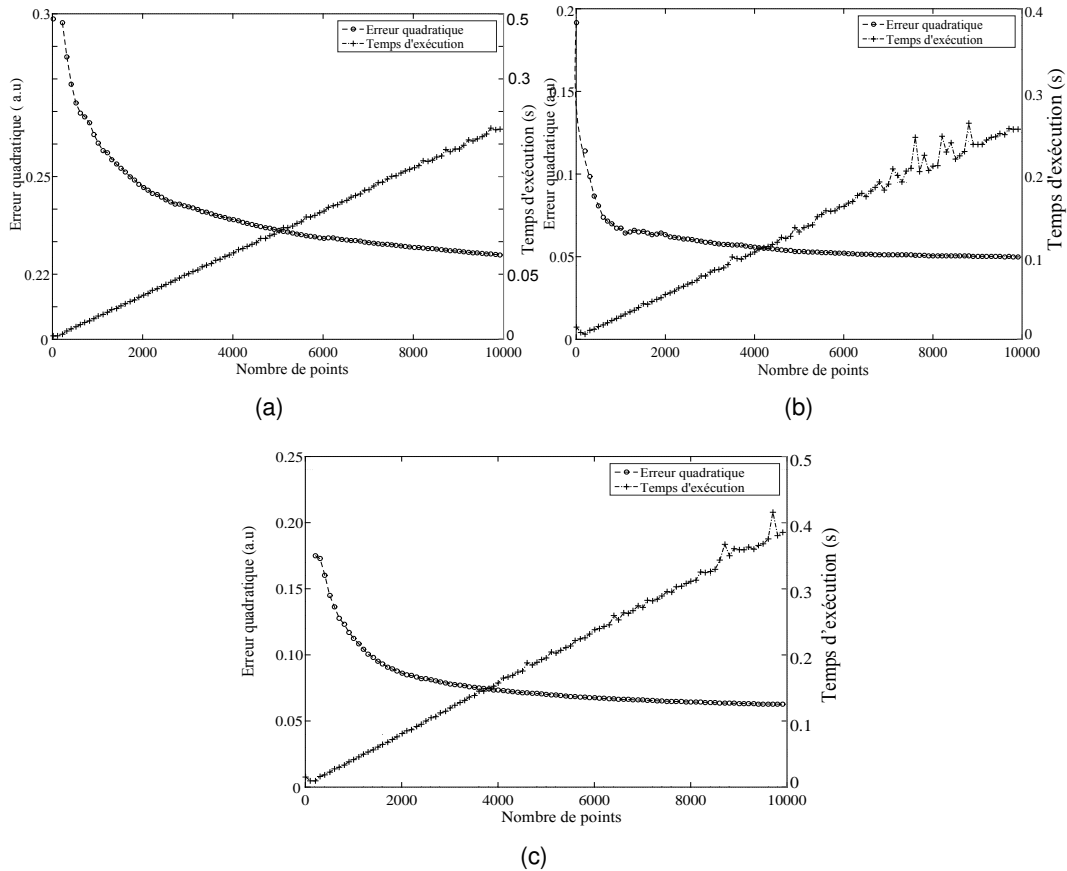 0.3
0.25
0.22
0
Erreur quadratique ( a.u)
0.5
0.3
0.05
0
Temps d'exécution (s)
Erreur quadratique
Temps d'exécution
0 2000 4000 6000 8000 10000
Nombre de points
(a)
0.2
0.15
0.1
0.05
0
Erreur quadratique (a.u)
0.4
0.3
0.2
0.1
0
Temps d'exécution (s)
Erreur quadratique
Temps d'exécution
0 2000 4000 6000 8000 10000
Nombre de points
(b)
0.25
0.20
0.15
0.10
0.05
0
Erreur quadratique (a.u)
0.5
0.4
0.3
0.2
0.1
0
Temps d'exécution (s)
Erreur quadratique
Temps d'exécution
0 2000 4000 6000 8000 10000
Nombre de points
(c)